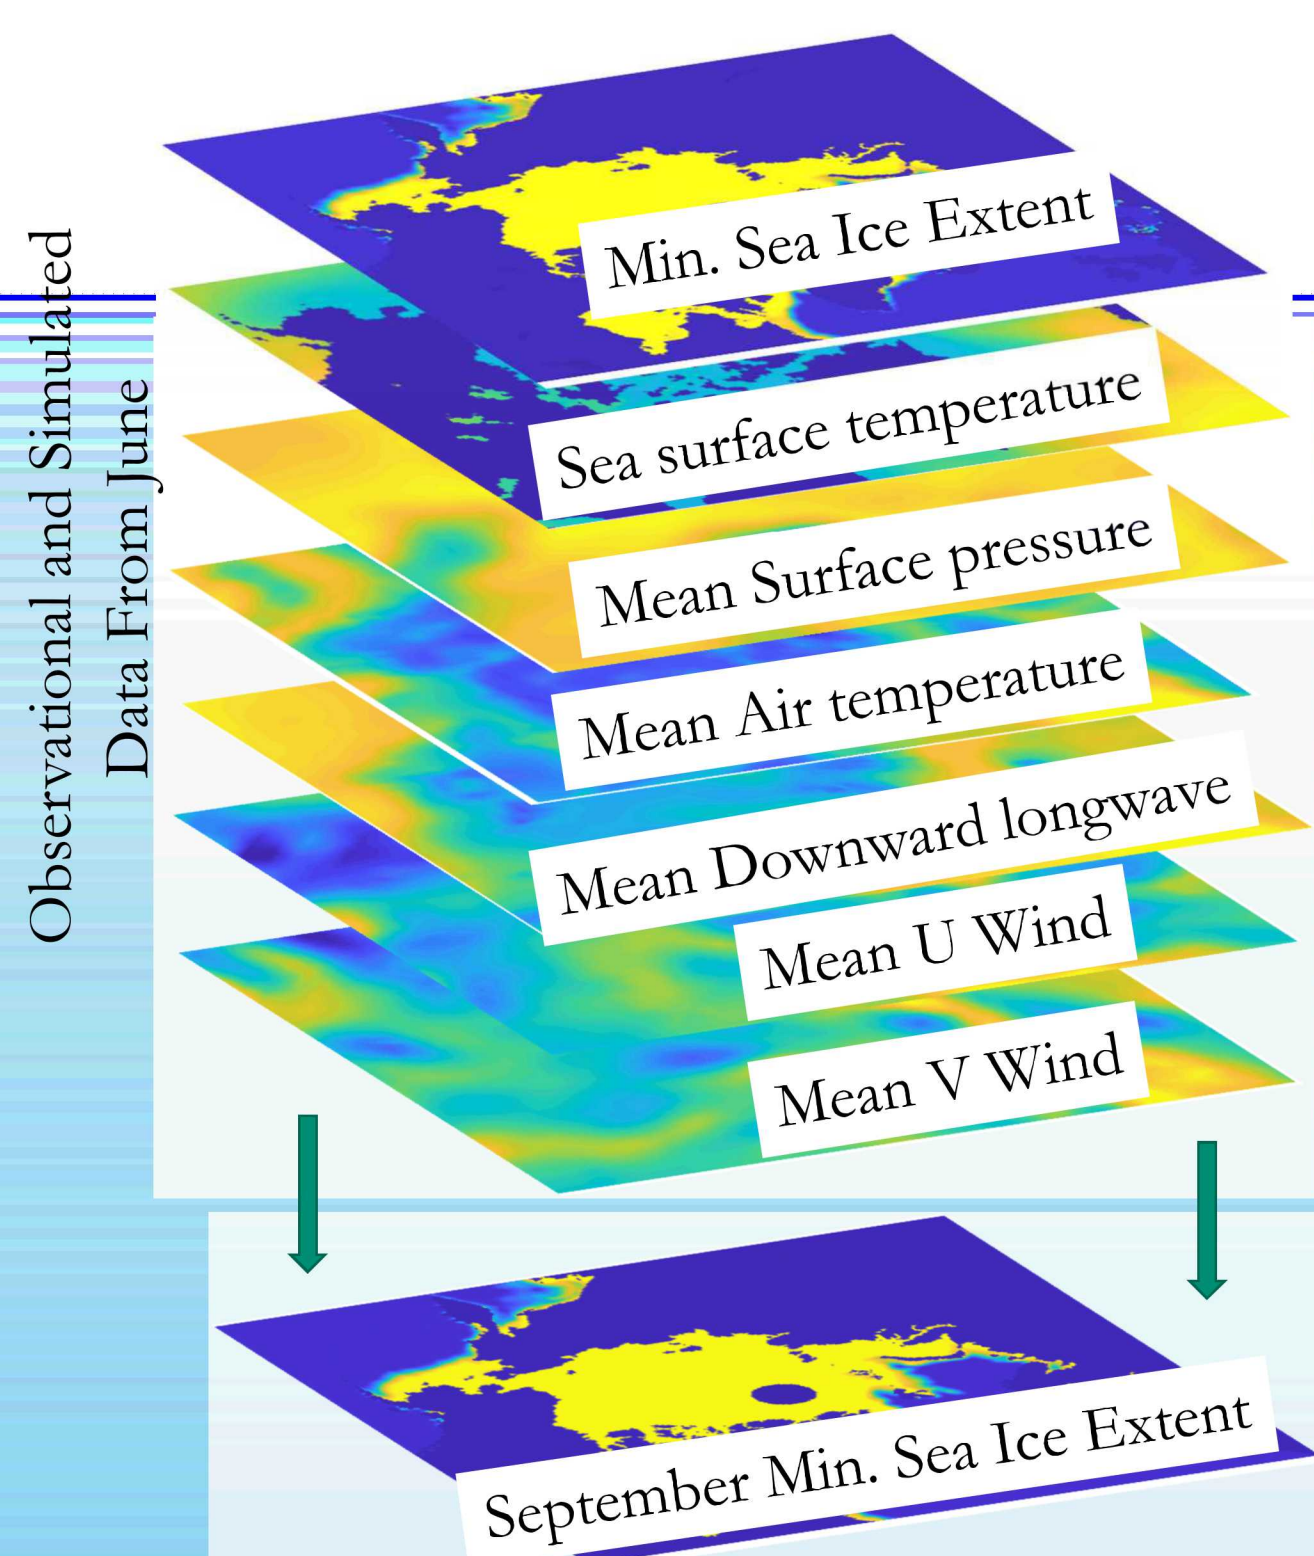 Observational and Simulated
Data From June
Min. Sea Ice Extent
Sea surface temperature
Mean Surface pressure
Mean Air temperature
Mean Downward longwave
Mean U Wind
Mean V Wind
September Min. Sea Ice Extent